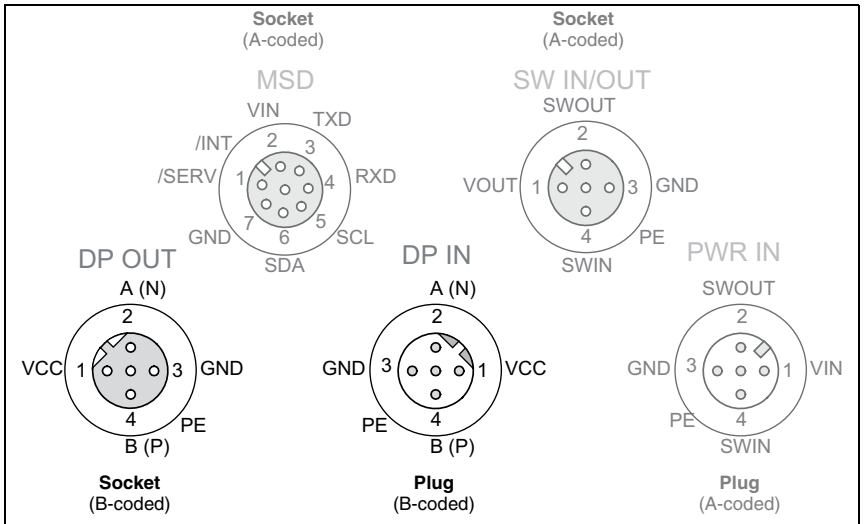 Socket
(A-coded)
MSD
VIN
TXD
/INT
2
3
/SERV
1
4
RXD
7
5
GND
6
SCL
SDA
Socket
(A-coded)
SW IN/OUT
SWOUT
2
VOUT
1
3
GND
4
PE
SWIN
DP OUT
A (N)
2
VCC
1
3
GND
4
PE
B (P)
Socket
(B-coded)
DP IN
A (N)
2
GND
3
1
VCC
PE
4
B (P)
Plug
(B-coded)
PWR IN
SWOUT
2
GND
3
1
VIN
PE
4
SWIN
Plug
(A-coded)